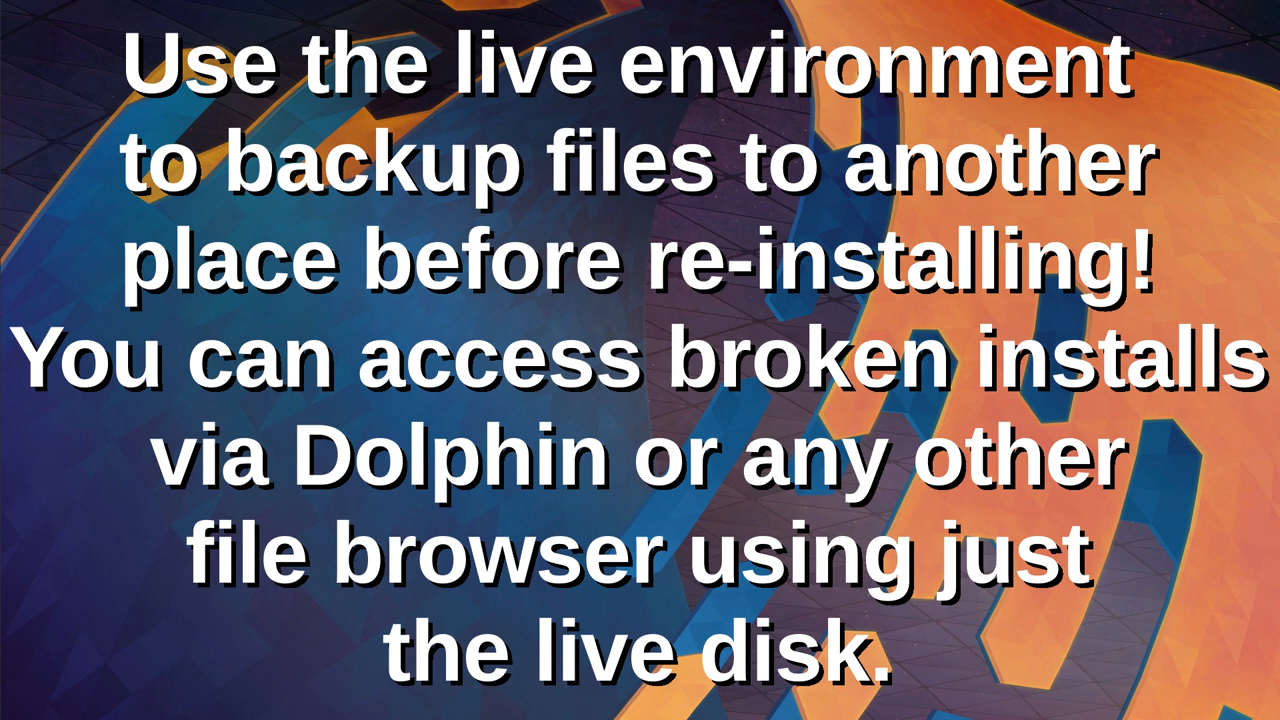 Use the live environment
to backup files to another
place before re-installing!
You can access broken installs
via Dolphin or any other
file browser using just
the live disk.